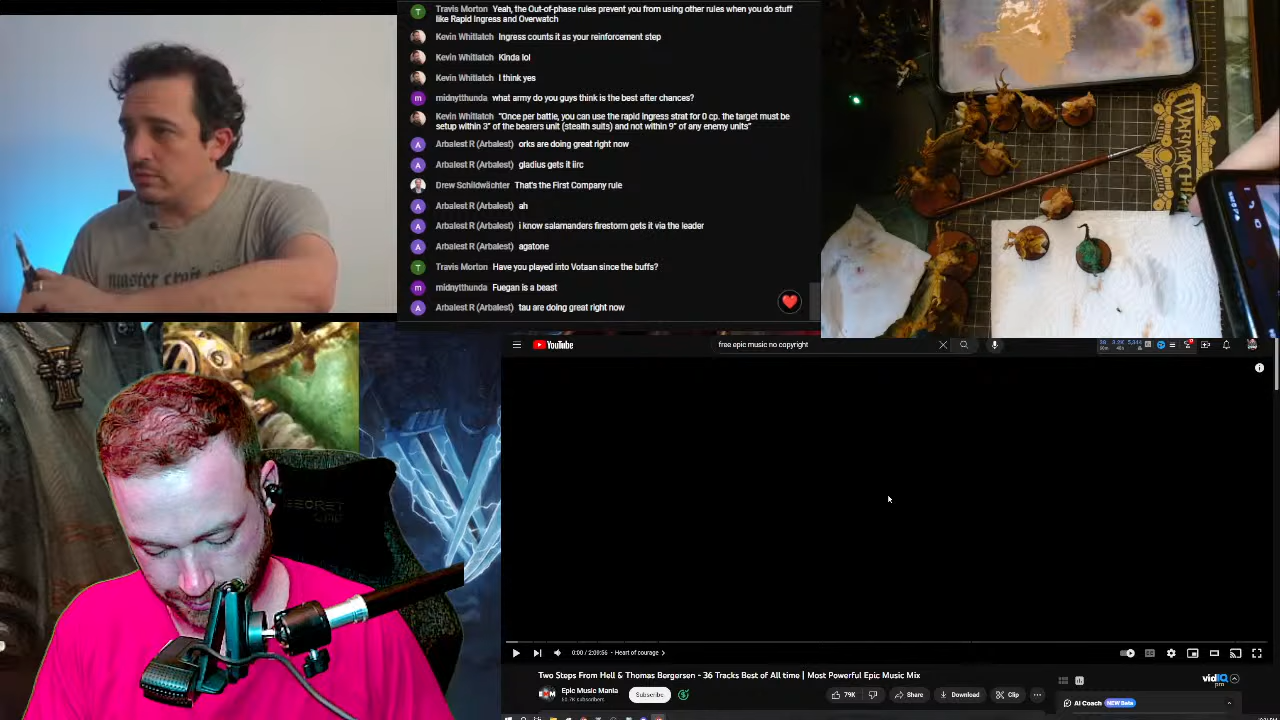 Travis Morton Yeah, the Out-of-phase rules prevent you from using other rules when you do stuff
like Rapid Ingress and Overwatch
Kevin Whitlatch Ingress counts it as your reinforcement step
Kevin Whitlatch Kinda lol
Kevin Whitlatch I think yes
m midnytthunda what army do you guys think is the best after chances?
Kevin Whitlatch "Once per battle, you can use the rapid ingress strat for 0 cp. the target must be
setup within 3" of the bearers unit (stealth suits) and not within 9" of any enemy units"
A Arbalest R (Arbalest) orks are doing great right now
A Arbalest R (Arbalest) gladius gets it iirc
Drew Schildwächter That's the First Company rule
A Arbalest R (Arbalest) ah
A Arbalest R (Arbalest) i know salamanders firestorm gets it via the leader
A Arbalest R (Arbalest) agatone
T Travis Morton Have you played into Votaan since the buffs?
m midnytthunda Fuegan is a beast
A Arbalest R (Arbalest) tau are doing great right now
master craft
WARMACHINE
SECRET
LAB
YouTube
free epic music no copyright
0:00 / 2:09:56 • Heart of courage
Two Steps From Hell & Thomas Bergersen - 36 Tracks Best of All time | Most Powerful Epic Music Mix
Epic Music Mania
Subscribe
79K
Share
Download
Clip
vidIQ
AI Coach NEW Beta